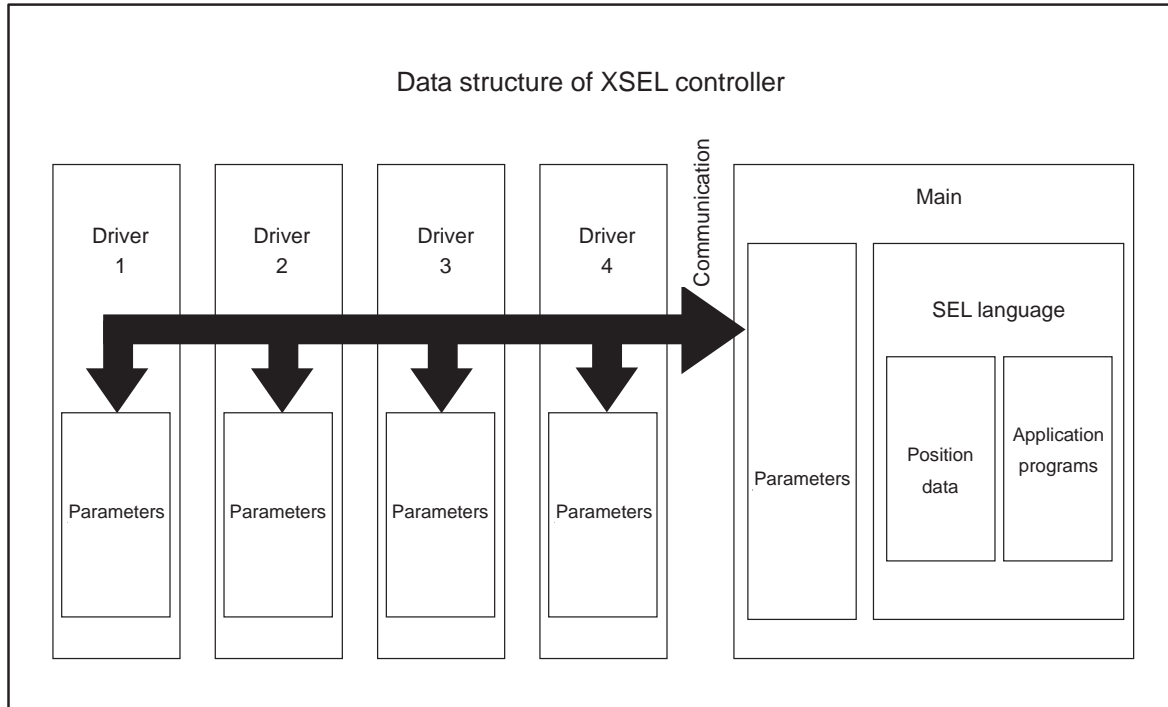 Data structure of XSEL controller
Driver
1
Driver
2
Driver
3
Driver
4
Communication
Main
SEL language
Parameters
Parameters
Parameters
Parameters
Parameters
Position
data
Application
programs